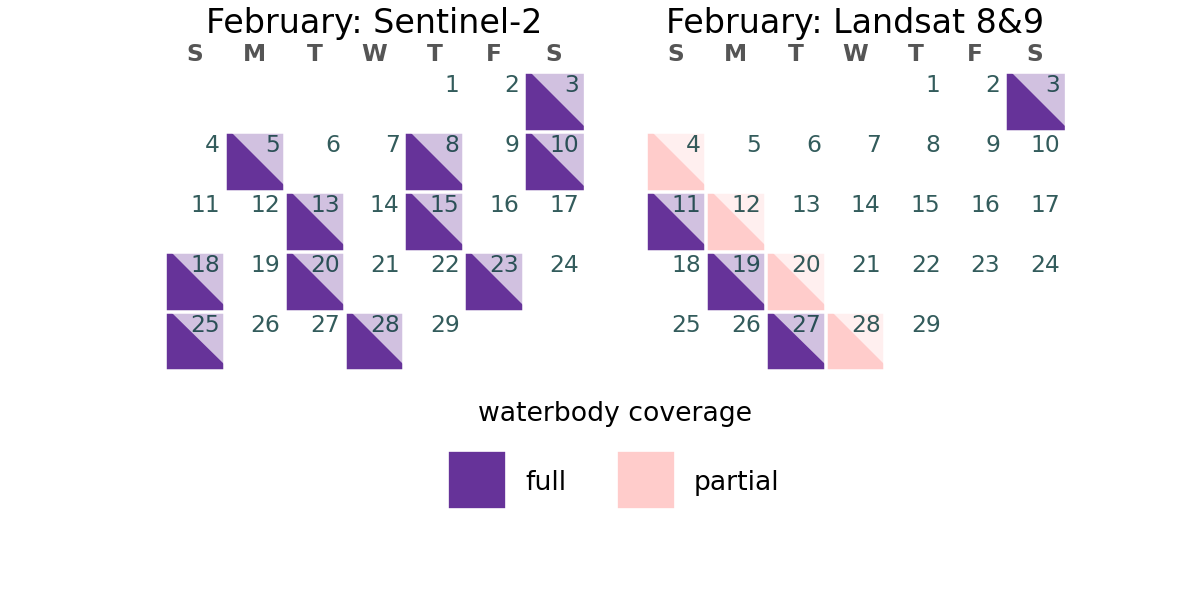 February: Sentinel-2
S M T W T F S
1 2 3
4 5 6 7 8 9 10
11 12 13 14 15 16 17
18 19 20 21 22 23 24
25 26 27 28 29
February: Landsat 8&9
S M T W T F S
1 2 3
4 5 6 7 8 9 10
11 12 13 14 15 16 17
18 19 20 21 22 23 24
25 26 27 28 29
waterbody coverage
full partial